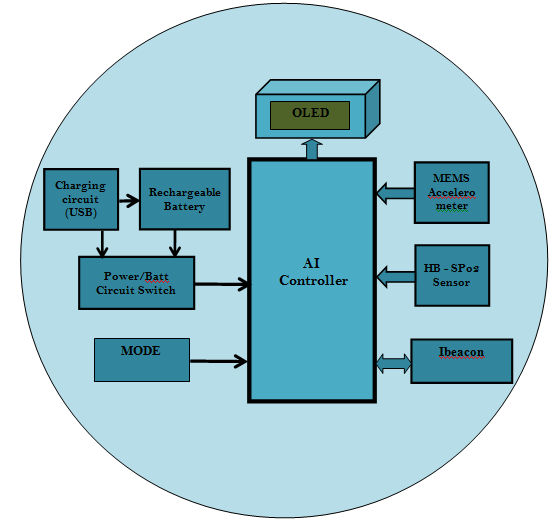 OLED
Charging
circuit
(USB)
Rechargeable
Battery
MEMS
Accelero
meter
Power/Batt
Circuit Switch
AI
Controller
HB - SP02
Sensor
MODE
Ibeacon